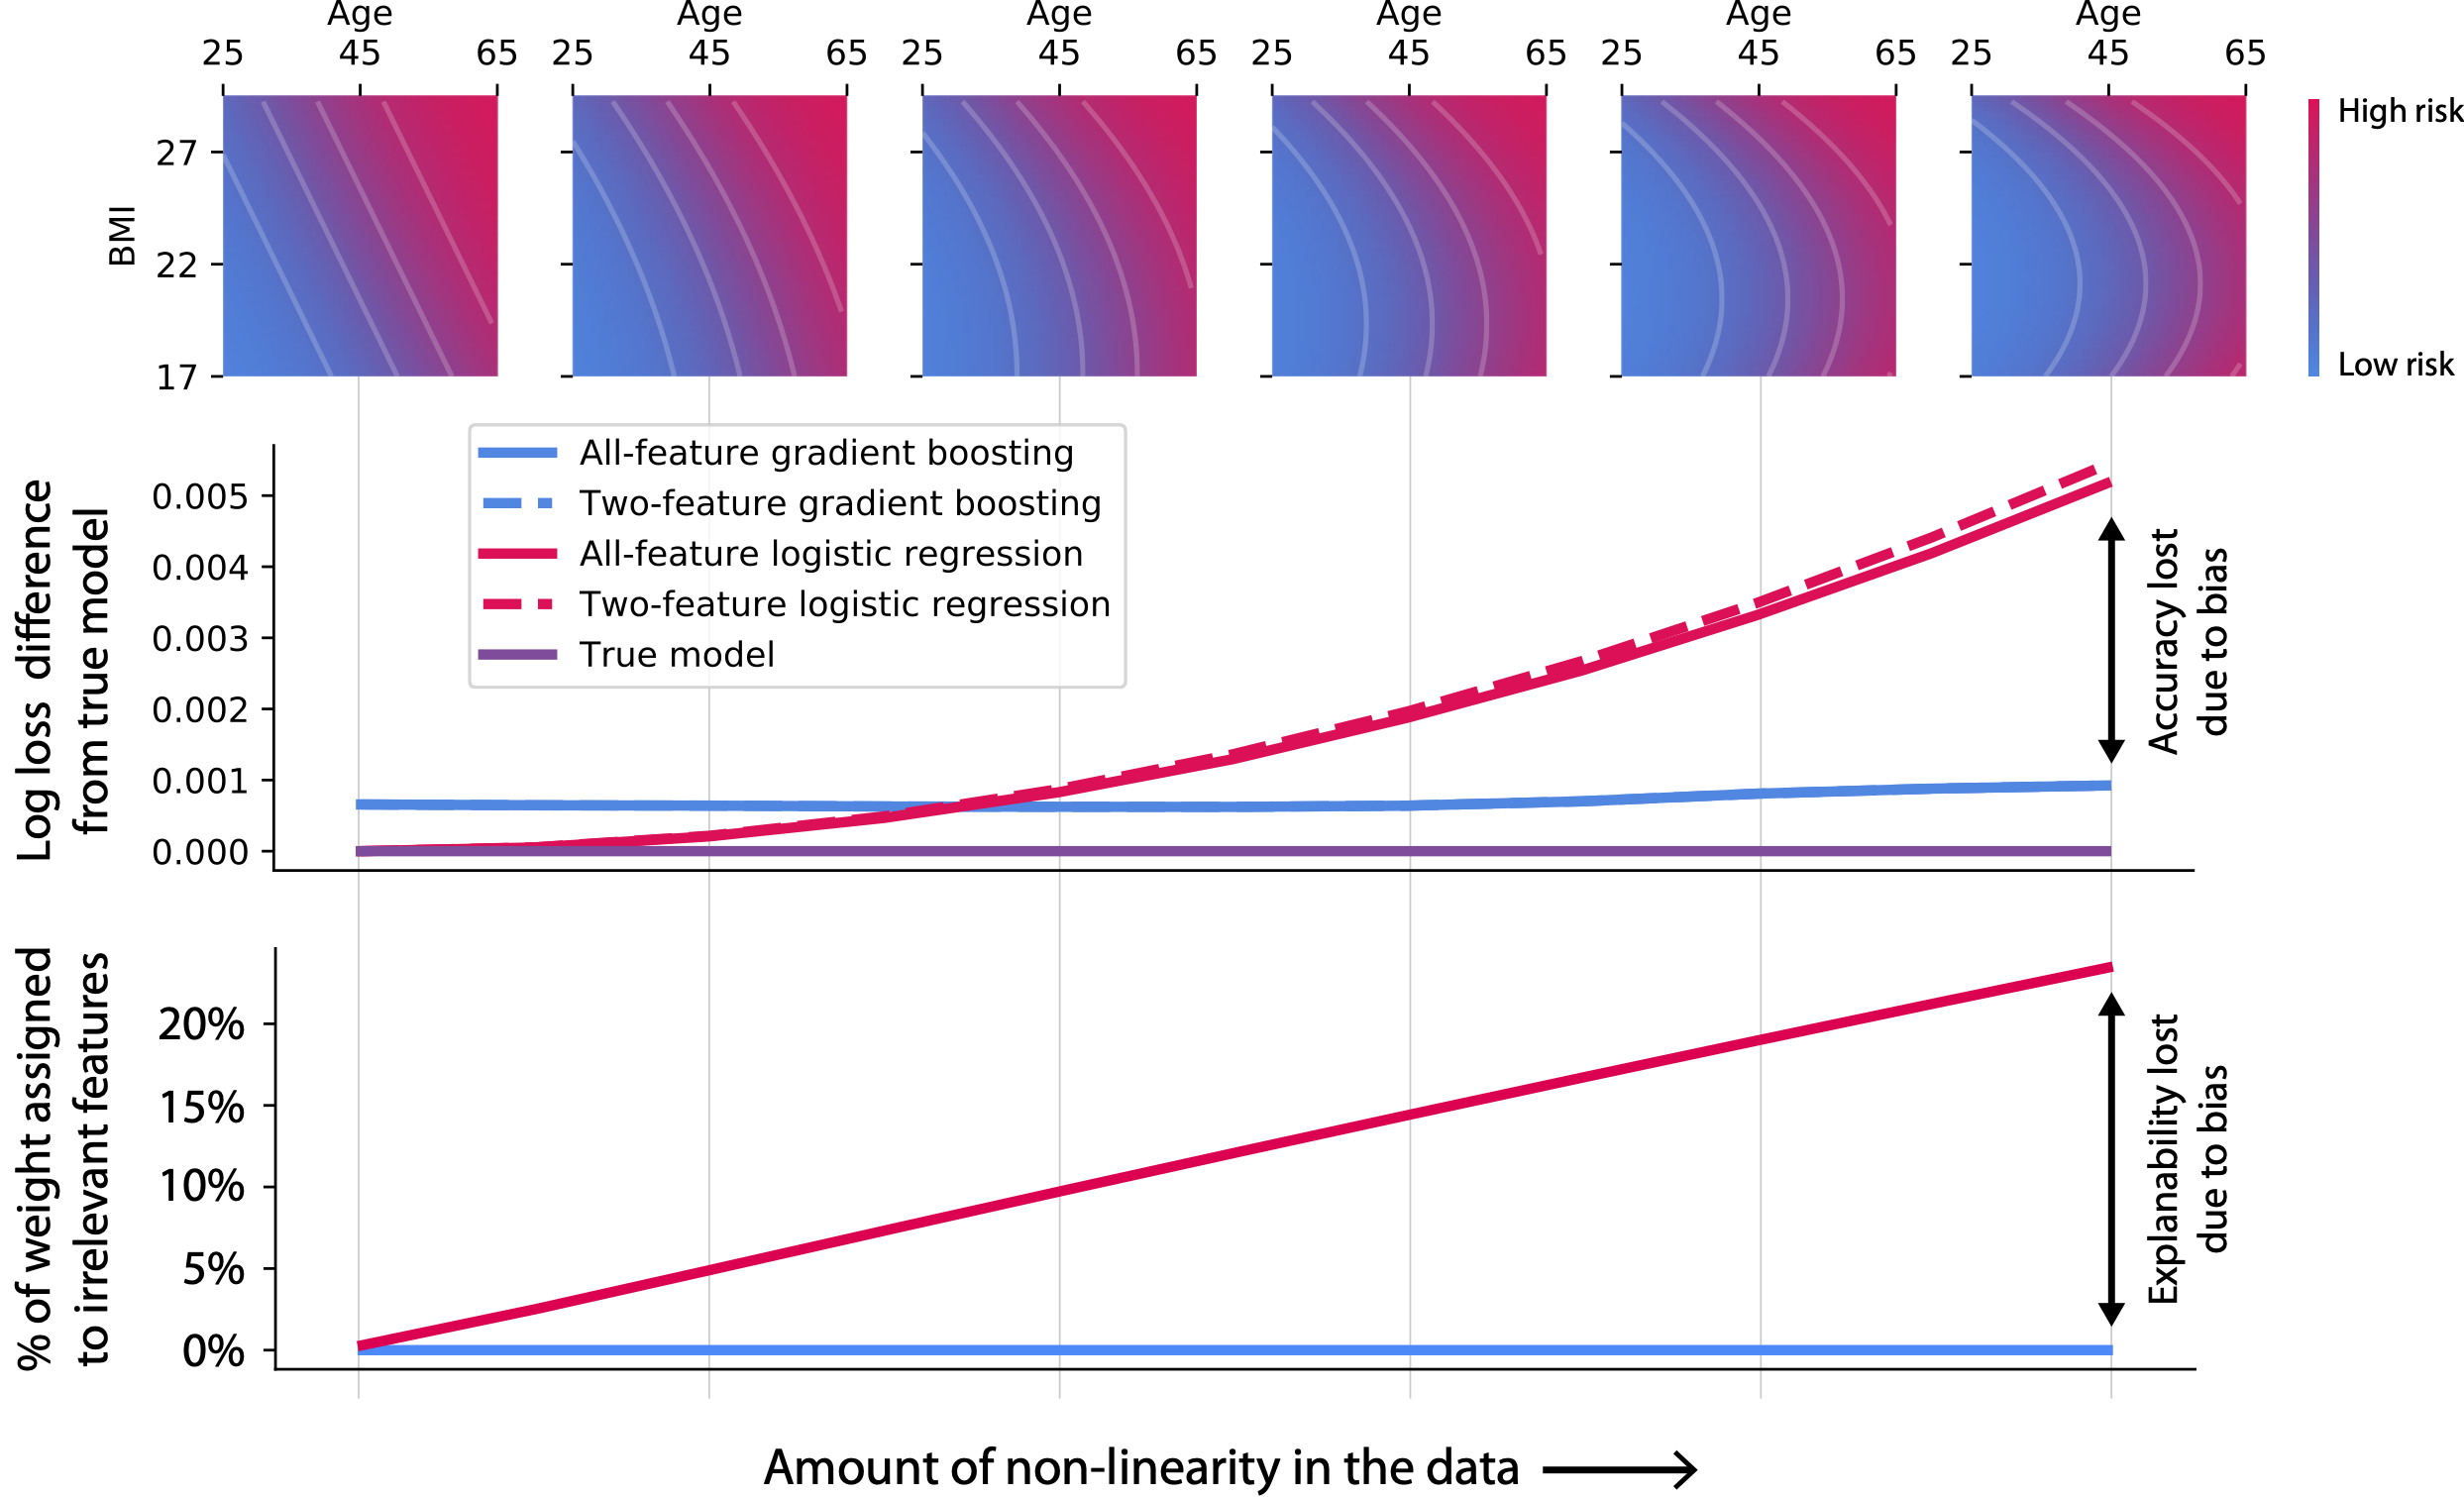 Age Age Age Age Age Age
25 45 65 25 45 65 25 45 65 25 45 65 25 45 65 25 45 65
BMI
27
22
17
High risk
Low risk
Log loss difference
from true model
0.005
0.004
0.003
0.002
0.001
0.000
All-feature gradient boosting
Two-feature gradient boosting
All-feature logistic regression
Two-feature logistic regression
True model
Accuracy lost
due to bias
% of weight assigned
to irrelevant features
20%
15%
10%
5%
0%
Explanability lost
due to bias
Amount of non-linearity in the data